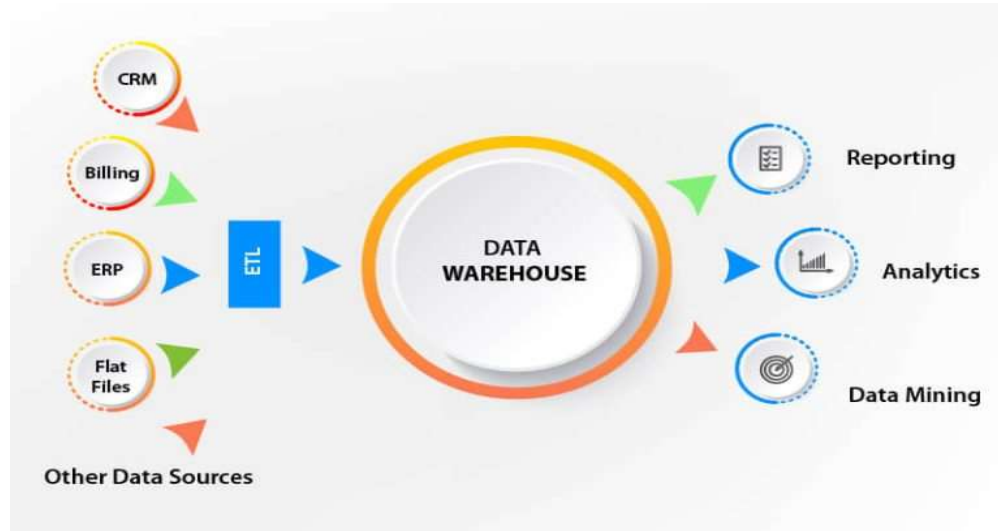 CRM
Billing
ERP
Flat
Files
Other Data Sources
ETL
DATA
WAREHOUSE
Reporting
Analytics
Data Mining